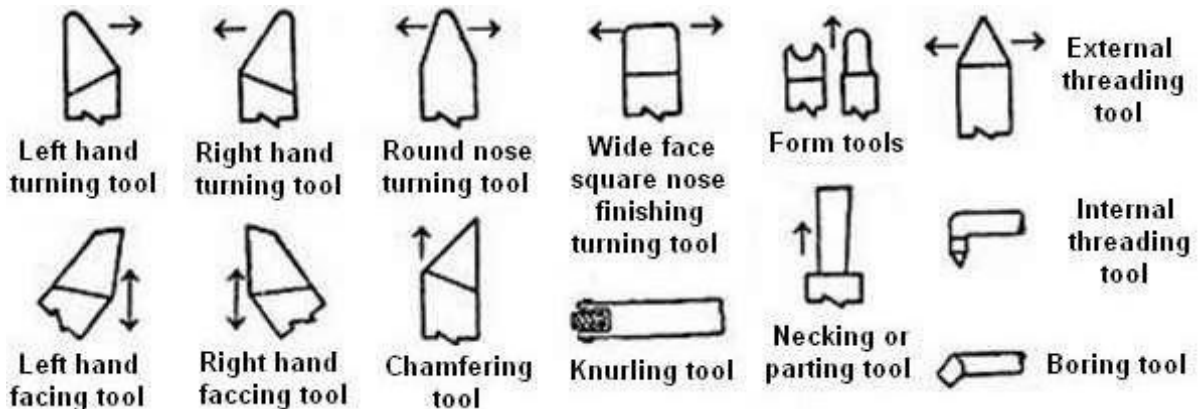 Left hand
turning tool
Right hand
turning tool
Round nose
turning tool
Wide face
square nose
finishing
turning tool
Form tools
External
threading
tool
Left hand
facing tool
Right hand
faccing tool
Chamfering
tool
Knurling tool
Necking or
parting tool
Internal
threading
tool
Boring tool